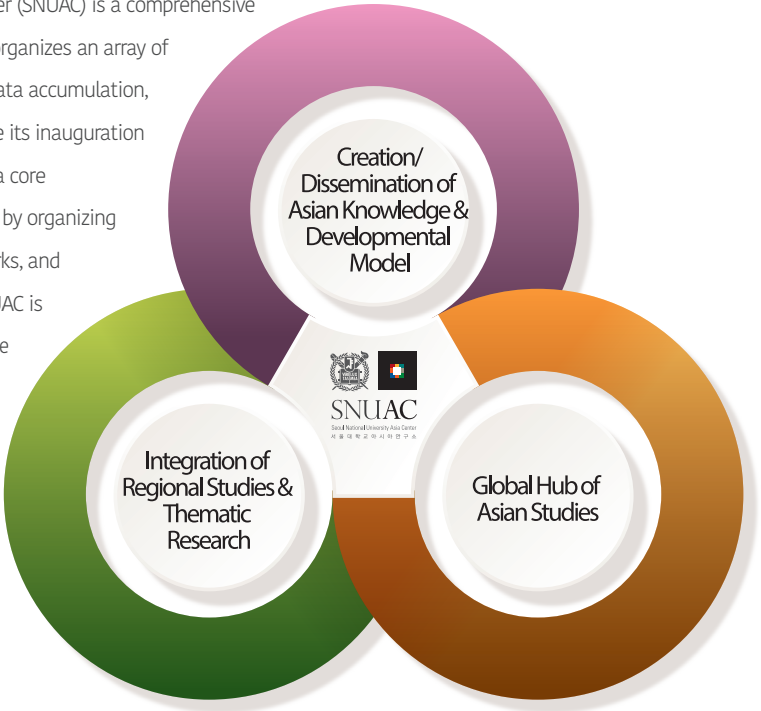 er (SNUAC) is a comprehensive
organizes an array of
ata accumulation,
e its inauguration
a core
by organizing
rks, and
UAC is
e
Creation/
Dissemination of
Asian Knowledge &
Developmental
Model
SNUAC
Seoul National University Asia Center
서울대학교아시아연구소
Integration of
Regional Studies &
Thematic
Research
Global Hub of
Asian Studies